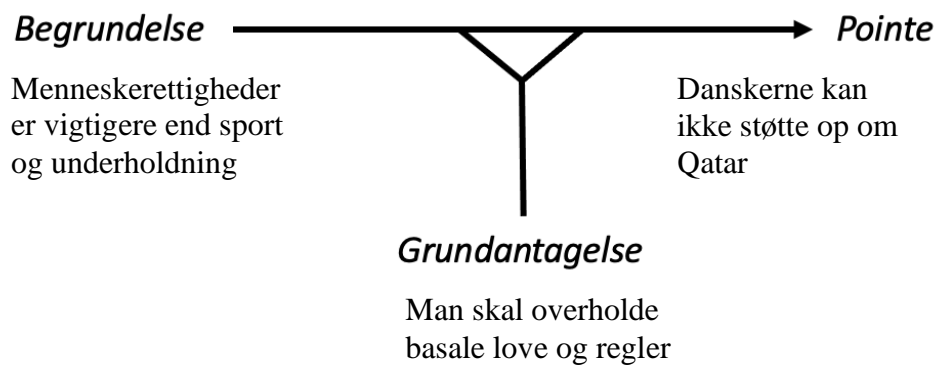 Begrundelse
Pointe
Menneskerettigheder
er vigtigere end sport
og underholdning
Danskerne kan
ikke støtte op om
Qatar
Grundantagelse
Man skal overholde
basale love og regler